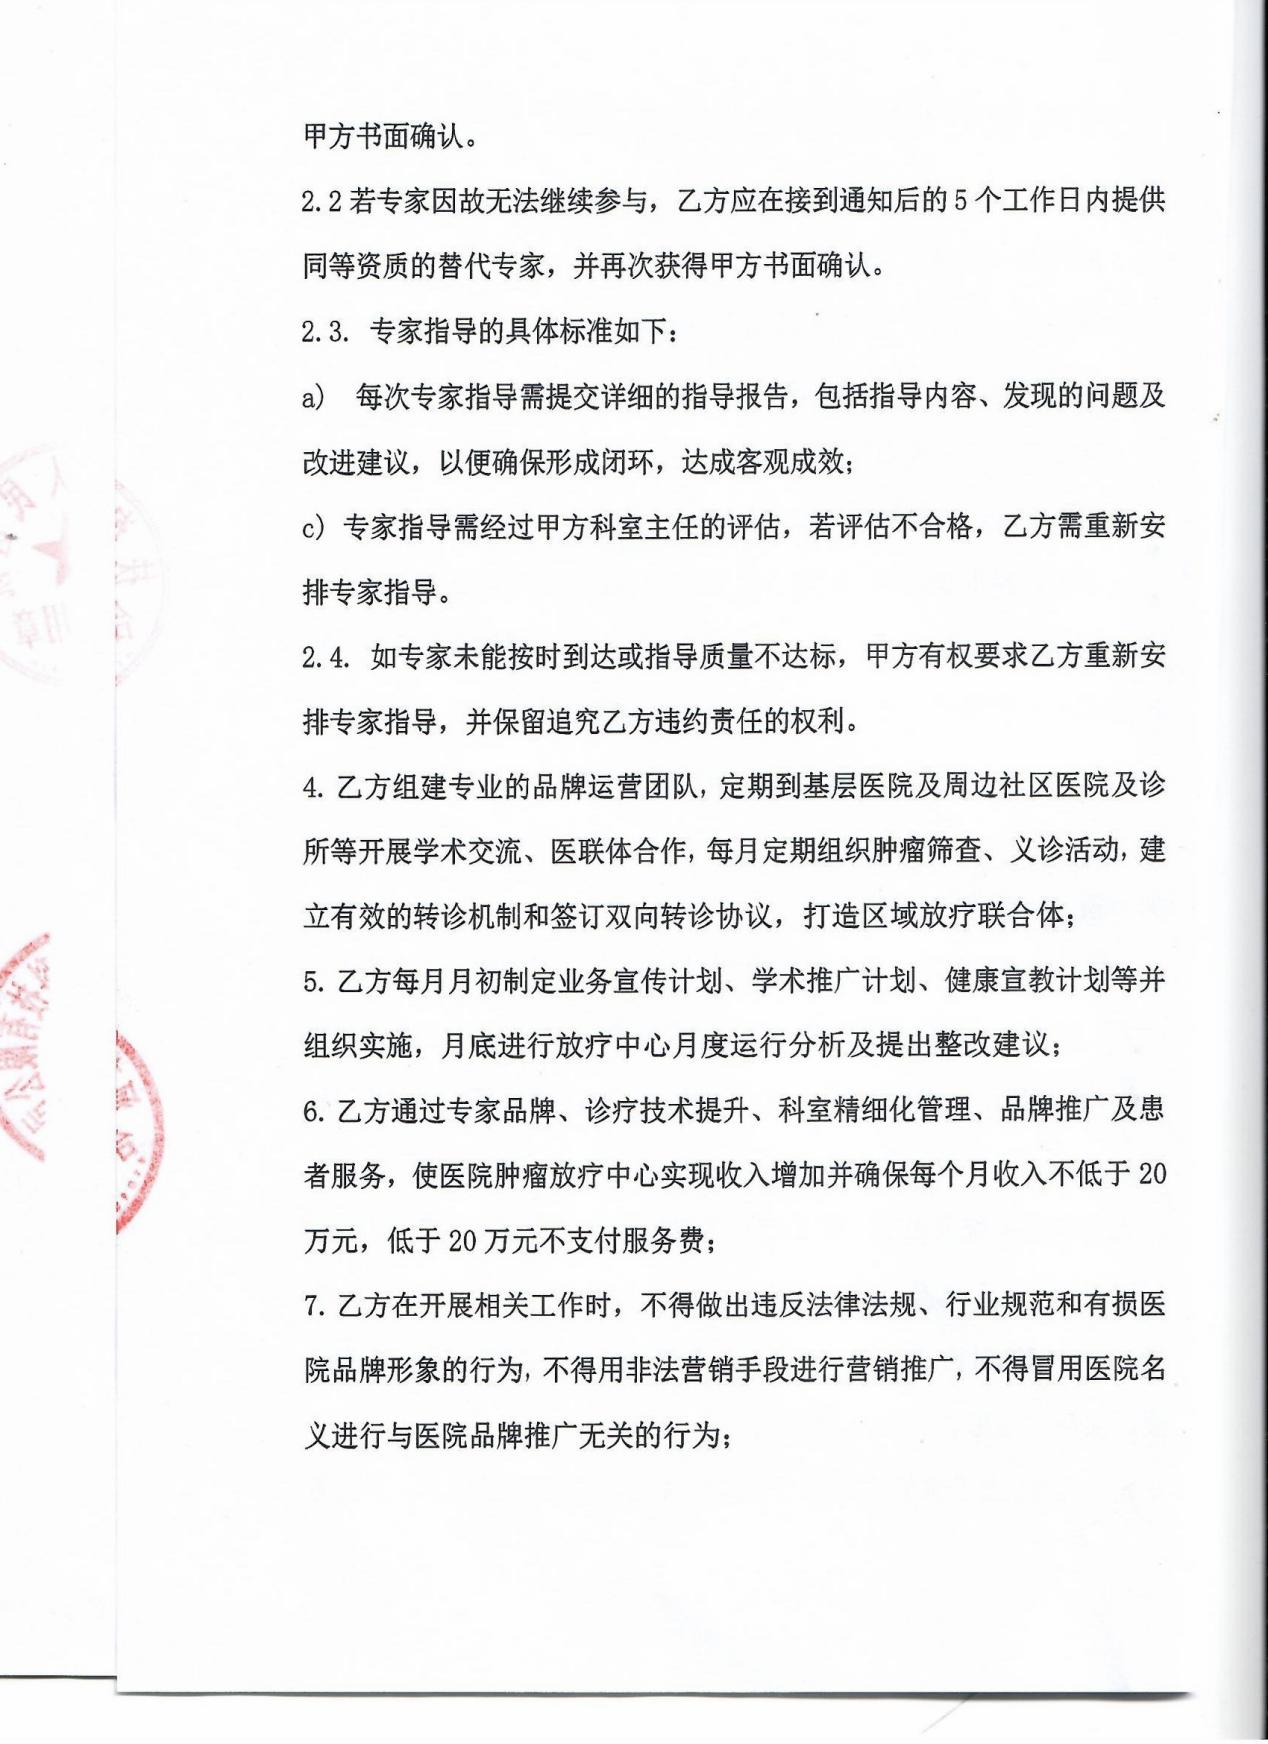 甲方书面确认。
2.2若专家因故无法继续参与，乙方应在接到通知后的5个工作日内提供
同等资质的替代专家，并再次获得甲方书面确认。
2.3. 专家指导的具体标准如下：
a) 每次专家指导需提交详细的指导报告，包括指导内容、发现的问题及
改进建议，以便确保形成闭环，达成客观成效；
c) 专家指导需经过甲方科室主任的评估，若评估不合格，乙方需重新安
排专家指导。
2.4. 如专家未能按时到达或指导质量不达标，甲方有权要求乙方重新安
排专家指导，并保留追究乙方违约责任的权利。
4. 乙方组建专业的品牌运营团队，定期到基层医院及周边社区医院及诊
所等开展学术交流、医联体合作，每月定期组织肿瘤筛查、义诊活动，建
立有效的转诊机制和签订双向转诊协议，打造区域放疗联合体；
5. 乙方每月月初制定业务宣传计划、学术推广计划、健康宣教计划等并
组织实施，月底进行放疗中心月度运行分析及提出整改建议；
6. 乙方通过专家品牌、诊疗技术提升、科室精细化管理、品牌推广及患
者服务，使医院肿瘤放疗中心实现收入增加并确保每个月收入不低于20
万元，低于20万元不支付服务费；
7. 乙方在开展相关工作时，不得做出违反法律法规、行业规范和有损医
院品牌形象的行为，不得用非法营销手段进行营销推广，不得冒用医院名
义进行与医院品牌推广无关的行为；